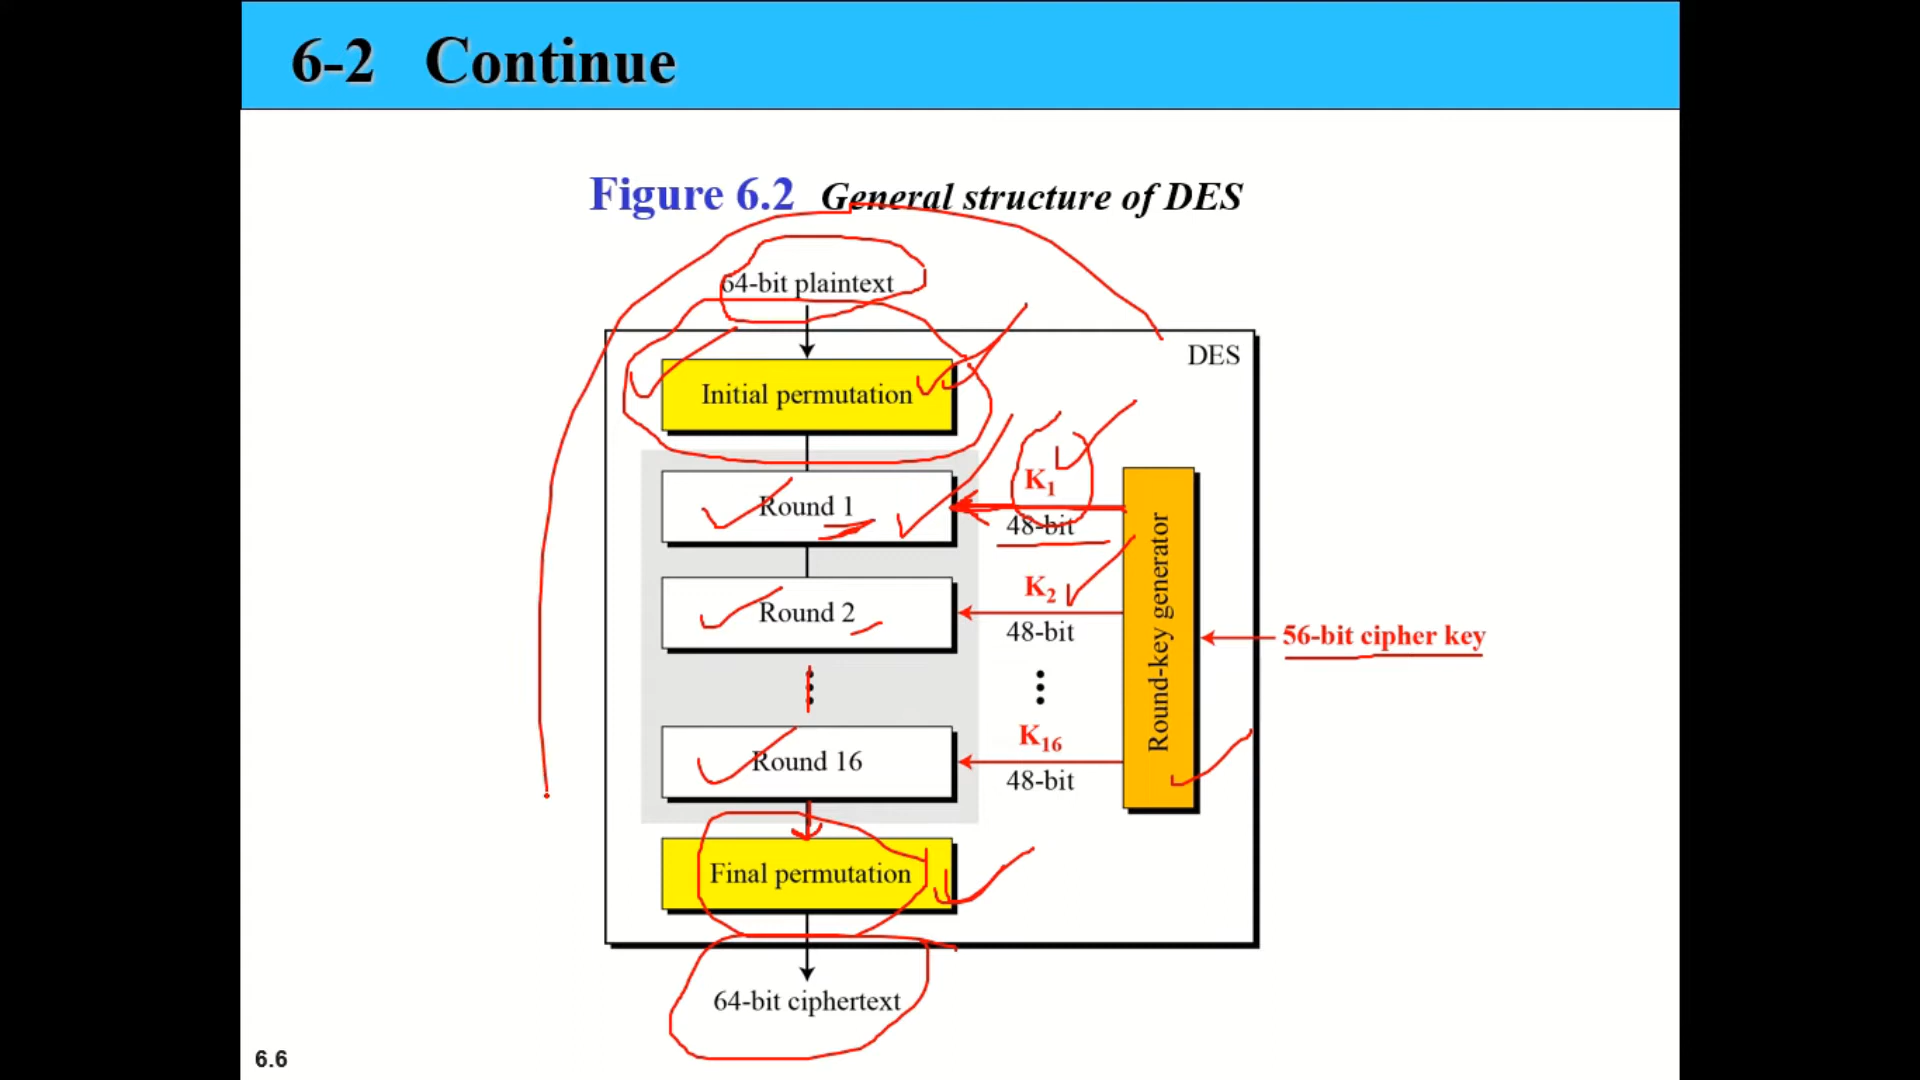 6-2 Continue
Figure 6.2 General structure of DES
64-bit plaintext
DES
Initial permutation
K1
Round 1
48-bit
K2
Round 2
48-bit
Round-key generator
56-bit cipher key
K16
Round 16
48-bit
Final permutation
64-bit ciphertext
6.6